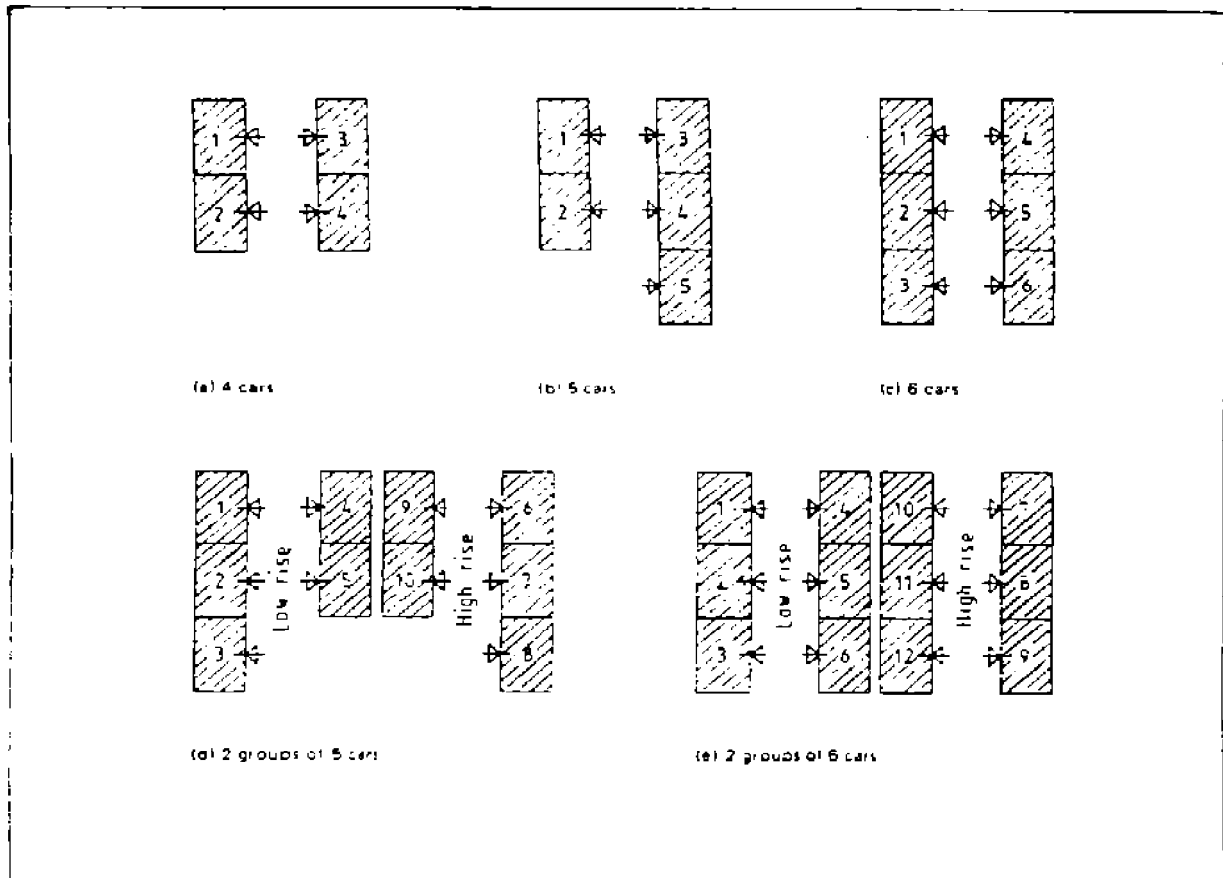 1 3
2 4
1 3
2 4
5
1 4
2 5
3 6
(a) 4 cars
(b) 5 cars
(c) 6 cars
1 4 9 6
2 5 10 7
3 8
Low rise
High rise
1 4 10 7
2 5 11 8
3 6 12 9
Low rise
High rise
(d) 2 groups of 5 cars
(e) 2 groups of 6 cars